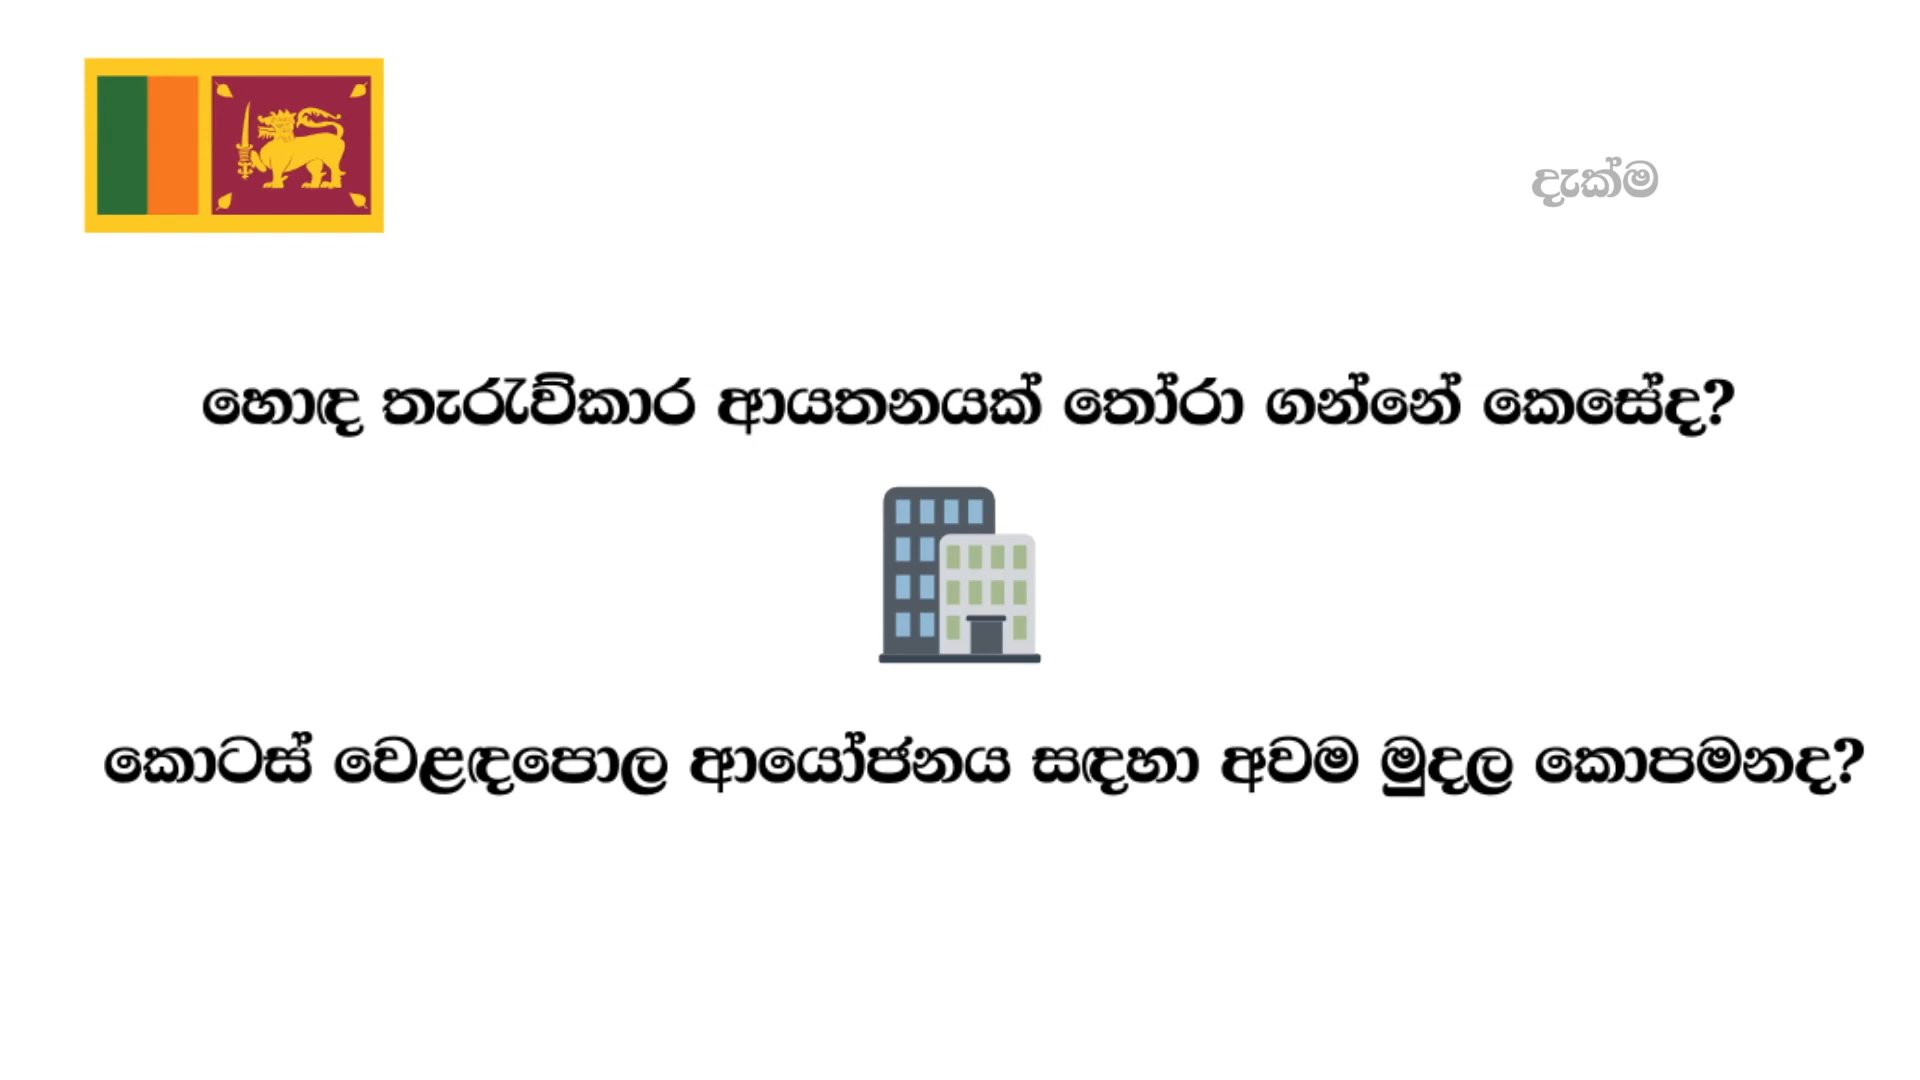 දැක්ම
හොඳ තැරැව්කාර ආයතනයක් තෝරා ගන්නේ කෙසේද?
කොටස් වෙළඳපොල ආයෝජනය සඳහා අවම මුදල කොපමනද?